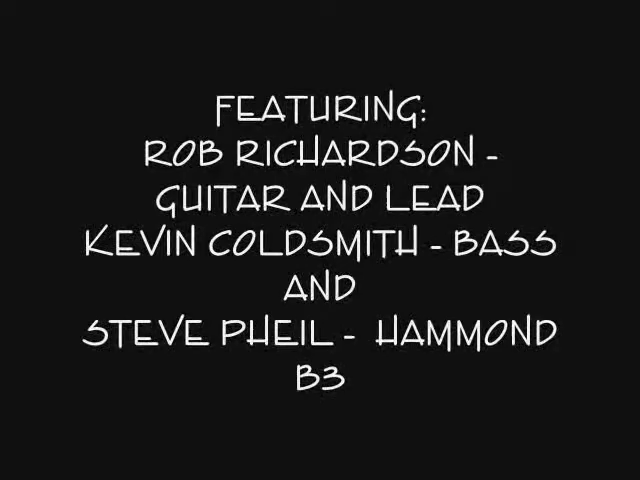 FEATURING:
ROB RICHARDSON -
GUITAR AND LEAD
KEVIN COLDSMITH - BASS
AND
STEVE PHEIL - HAMMOND
B3